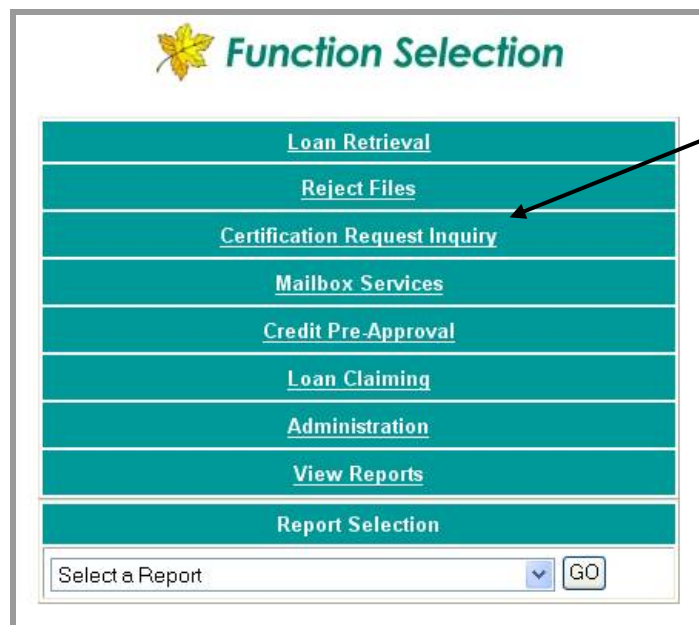 Function Selection
Loan Retrieval
Reject Files
Certification Request Inquiry
Mailbox Services
Credit Pre-Approval
Loan Claiming
Administration
View Reports
Report Selection
Select a Report GO